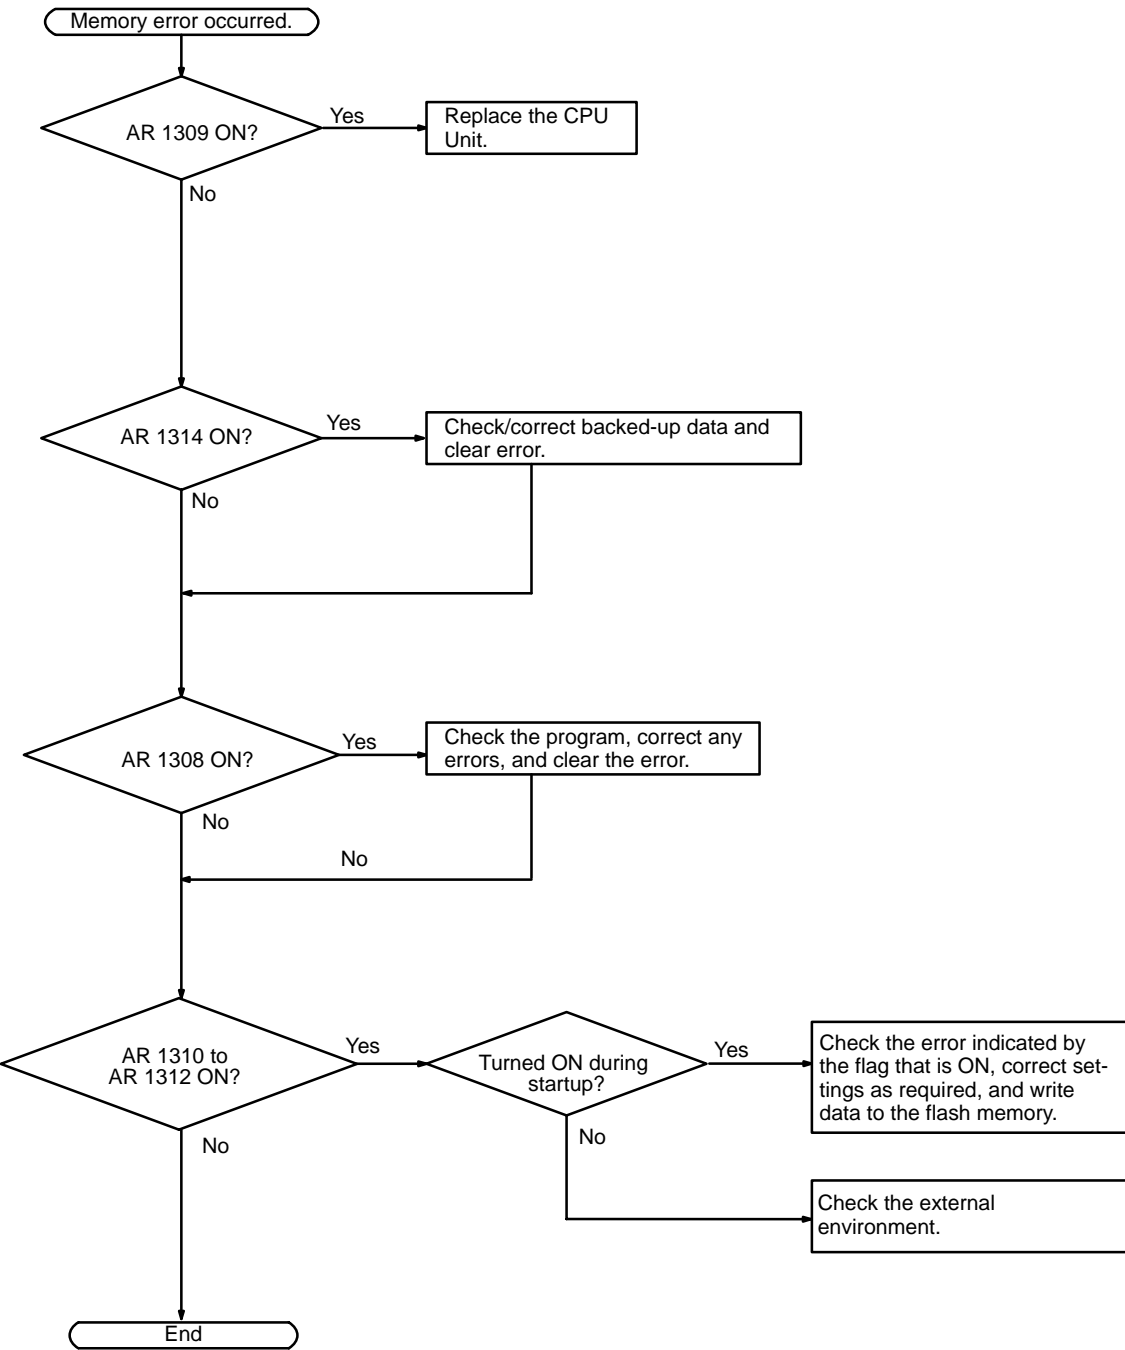 Memory error occurred.
AR 1309 ON?
Yes
Replace the CPU
Unit.
No
AR 1314 ON?
Yes
Check/correct backed-up data and
clear error.
No
AR 1308 ON?
Yes
Check the program, correct any
errors, and clear the error.
No
No
AR 1310 to
AR 1312 ON?
Yes
Turned ON during
startup?
Yes
Check the error indicated by
the flag that is ON, correct set-
tings as required, and write
data to the flash memory.
No
No
Check the external
environment.
End